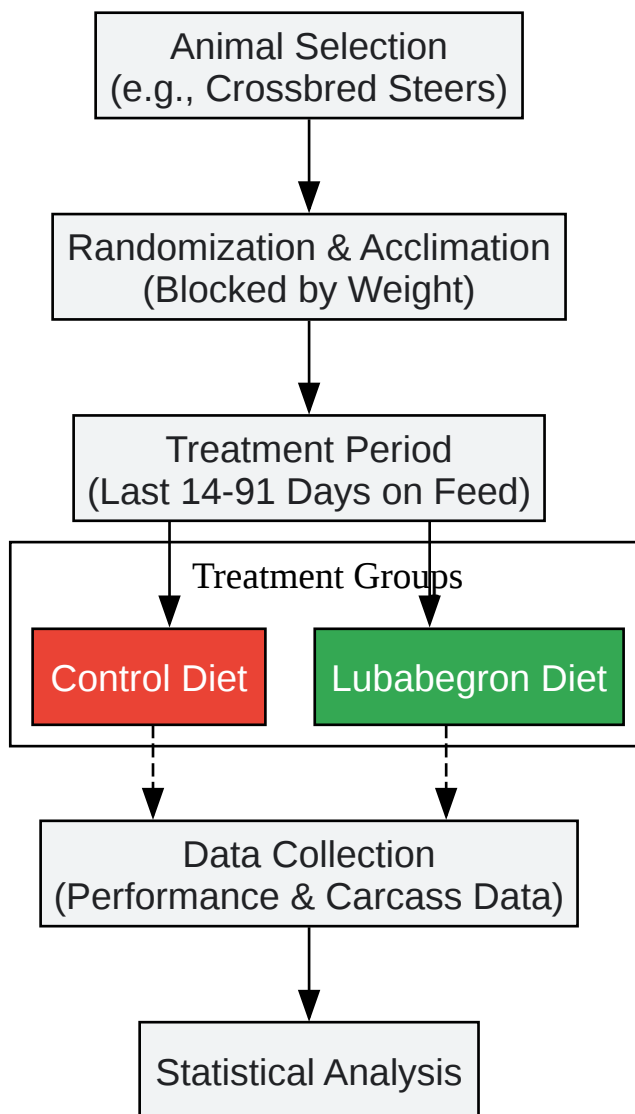 Animal Selection
(e.g., Crossbred Steers)
Randomization & Acclimation
(Blocked by Weight)
Treatment Period
(Last 14-91 Days on Feed)
Treatment Groups
Control Diet
Lubabegron Diet
Data Collection
(Performance & Carcass Data)
Statistical Analysis